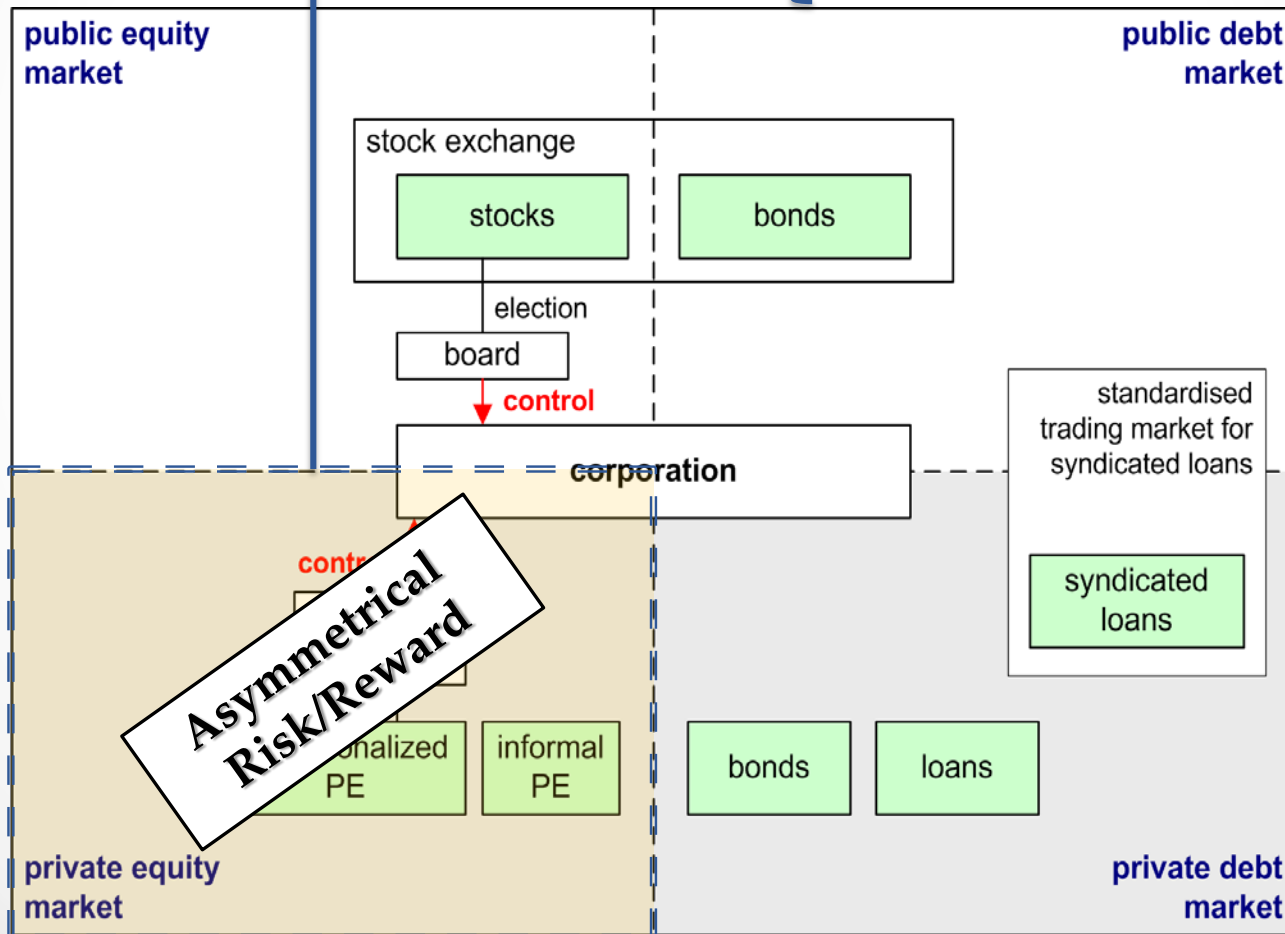 public equity
market
public debt
market
stock exchange
stocks
bonds
election
board
control
corporation
standardised
trading market for
syndicated loans
syndicated
loans
Asymmetrical
Risk/Reward
PE
informal
PE
bonds
loans
private equity
market
private debt
market